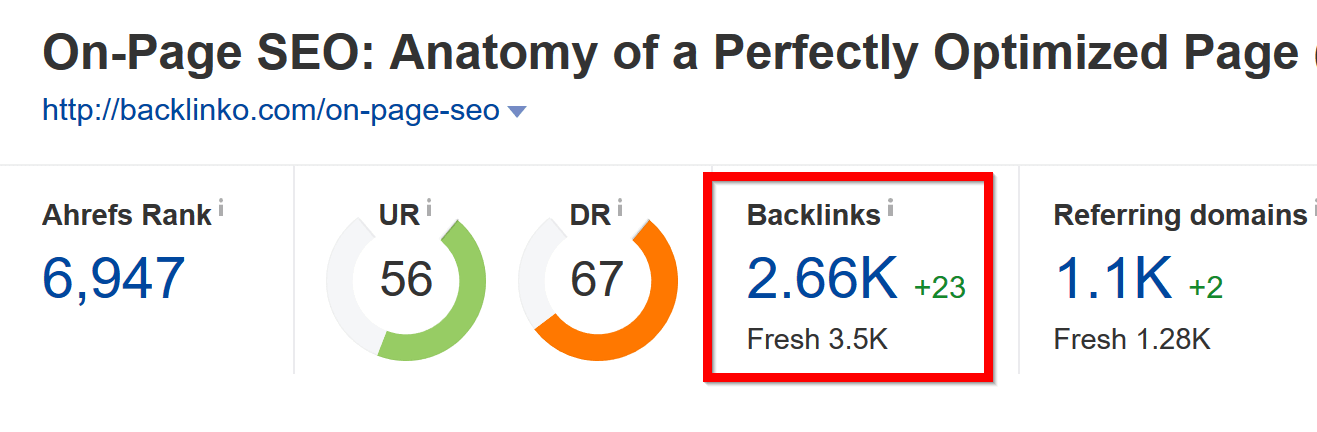 On-Page SEO: Anatomy of a Perfectly Optimized Page (
http://backlinko.com/on-page-seo
Ahrefs Rank i
6,947
UR i
56
DR i
67
Backlinks i
2.66K +23
Fresh 3.5K
Referring domains i
1.1K +2
Fresh 1.28K